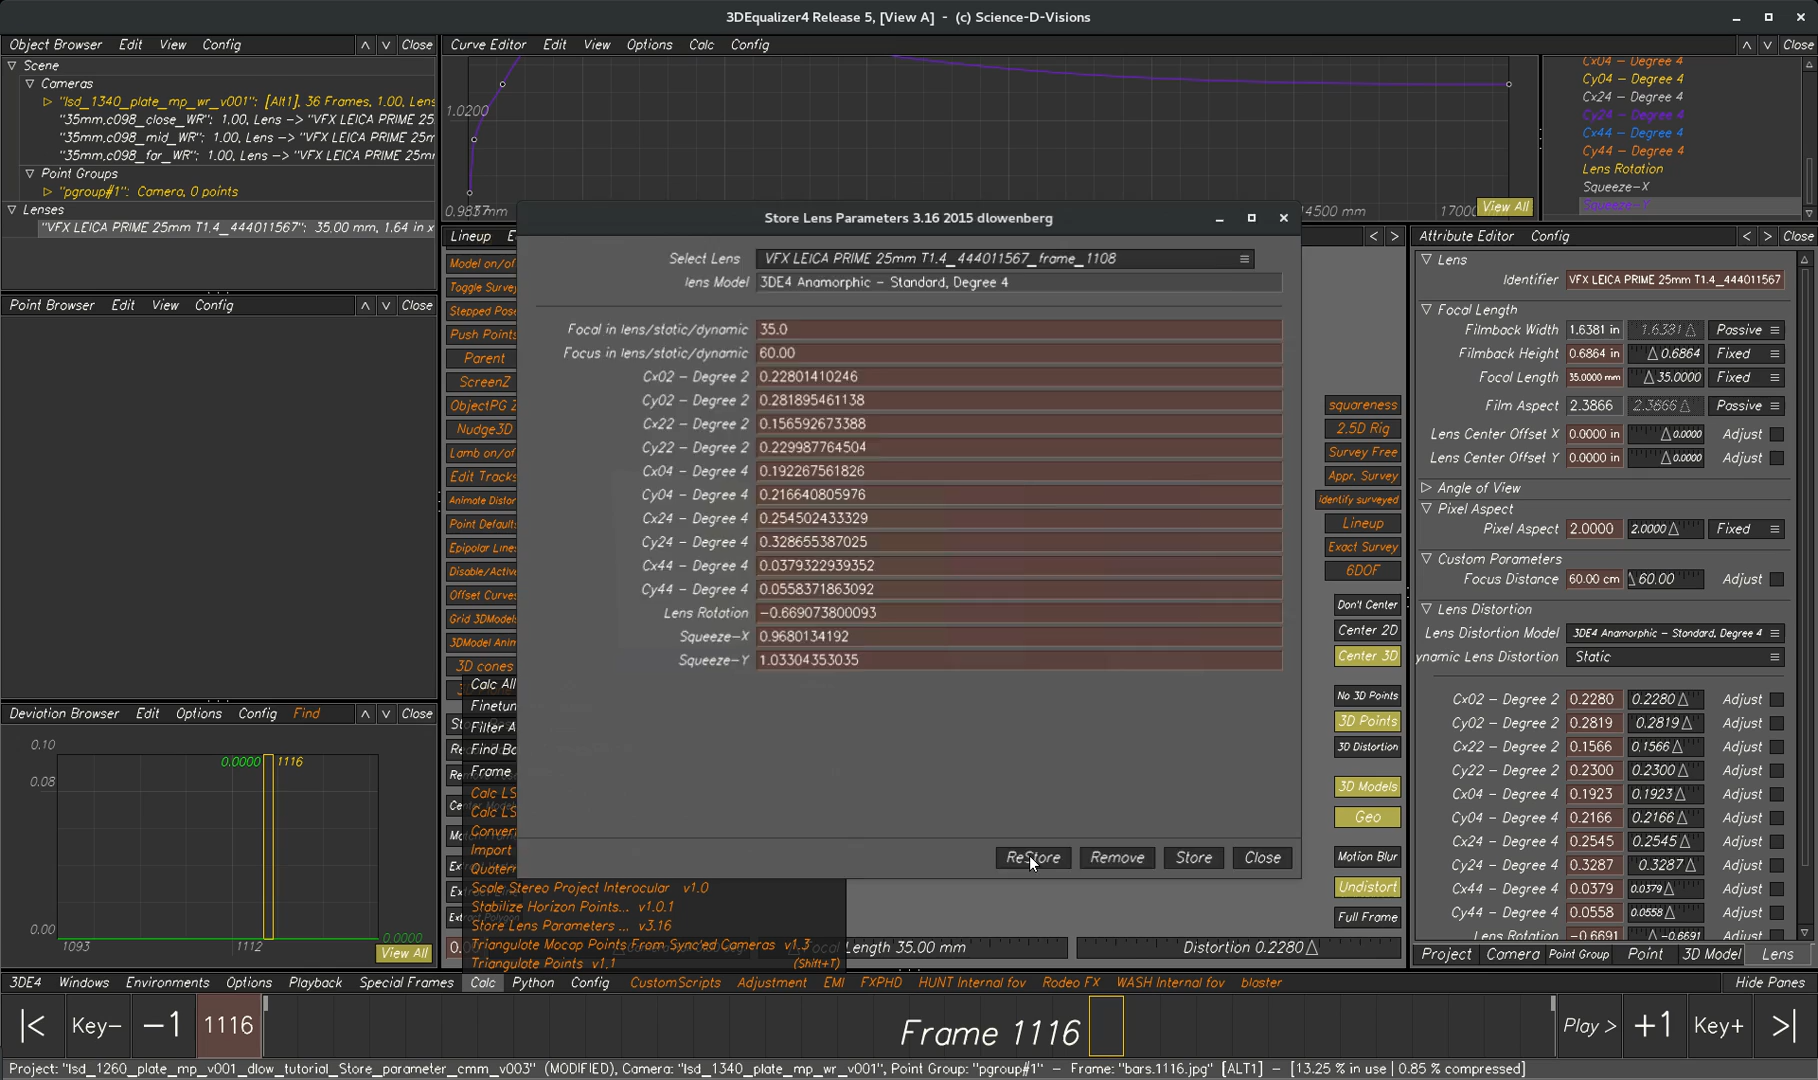 3DEqualizer4 Release 5, [View A]  -  (c) Science-D-Visions
Object Browser Edit View Config Close
Scene
Cameras
"lsd_1340_plate_mp_wr_v001": [Alt1], 36 Frames, 1.00, Lens
"35mm,c098_close_WR": 1.00, Lens -> "VFX LEICA PRIME 25
"35mm,c098_mid_WR": 1.00, Lens -> "VFX LEICA PRIME 25m
"35mm,c098_far_WR": 1.00, Lens -> "VFX LEICA PRIME 25mm
Point Groups
"pgroup#1": Camera, 0 points
Lenses
"VFX LEICA PRIME 25mm T1.4_444011567": 35.00 mm, 1.64 in x
Point Browser Edit View Config Close
Deviation Browser Edit Options Config Find Close
0.10
0.0000 1116
0.08
0.00
0.0000
1093 1112
View All
Curve Editor Edit View Options Calc Config Close
1.0200
14500 mm 17000
View All
Cx04 - Degree 4
Cy04 - Degree 4
Cx24 - Degree 4
Cy24 - Degree 4
Cx44 - Degree 4
Cy44 - Degree 4
Lens Rotation
Squeeze-X
Squeeze-Y
Lineup
Model on/of
Toggle Surve
Stepped Pos
Push Points
Parent
ScreenZ
ObjectPG Z
Nudge3D
Lamb on/of
Edit Tracks
Animate Distor
Point Default
Epipolar Line
Disable/Active
Offset Curve
Grid 3DModels
3DModel Anim
3D cones
Calc All
Finetun
Filter A
Find Bo
Frame
Calc LS
Calc LS
Convert
Import
Quatern
Scale Stereo Project Interocular v1.0
Stabilize Horizon Points... v1.0.1
Store Lens Parameters ... v3.16
Triangulate Mocap Points From Sync'ed Cameras v1.3
Triangulate Points v1.1 (Shift+T)
Store Lens Parameters 3.16 2015 dlowenberg
Select Lens VFX LEICA PRIME 25mm T1.4_444011567_frame_1108
lens Model 3DE4 Anamorphic - Standard, Degree 4
Focal in lens/static/dynamic 35.0
Focus in lens/static/dynamic 60.00
Cx02 - Degree 2 0.22801410246
Cy02 - Degree 2 0.281895461138
Cx22 - Degree 2 0.156592673388
Cy22 - Degree 2 0.229987764504
Cx04 - Degree 4 0.192267561826
Cy04 - Degree 4 0.216640805976
Cx24 - Degree 4 0.254502433329
Cy24 - Degree 4 0.328655387025
Cx44 - Degree 4 0.0379322939352
Cy44 - Degree 4 0.0558371863092
Lens Rotation -0.669073800093
Squeeze-X 0.9680134192
Squeeze-Y 1.03304353035
ReStore Remove Store Close
squareness
2.5D Rig
Survey Free
Appr. Survey
Identify surveyed
Lineup
Exact Survey
6DOF
Don't Center
Center 2D
Center 3D
No 3D Points
3D Points
3D Distortion
3D Models
Geo
Motion Blur
Undistort
Full Frame
Length 35.00 mm Distortion 0.2280
Attribute Editor Config Close
Lens
Identifier VFX LEICA PRIME 25mm T1.4_444011567
Focal Length
Filmback Width 1.6381 in 1.6381 Passive
Filmback Height 0.6864 in 0.6864 Fixed
Focal Length 35.0000 mm 35.0000 Fixed
Film Aspect 2.3866 2.3866 Passive
Lens Center Offset X 0.0000 in 0.0000 Adjust
Lens Center Offset Y 0.0000 in 0.0000 Adjust
Angle of View
Pixel Aspect
Pixel Aspect 2.0000 2.0000 Fixed
Custom Parameters
Focus Distance 60.00 cm 60.00 Adjust
Lens Distortion
Lens Distortion Model 3DE4 Anamorphic - Standard, Degree 4
ynamic Lens Distortion Static
Cx02 - Degree 2 0.2280 0.2280 Adjust
Cy02 - Degree 2 0.2819 0.2819 Adjust
Cx22 - Degree 2 0.1566 0.1566 Adjust
Cy22 - Degree 2 0.2300 0.2300 Adjust
Cx04 - Degree 4 0.1923 0.1923 Adjust
Cy04 - Degree 4 0.2166 0.2166 Adjust
Cx24 - Degree 4 0.2545 0.2545 Adjust
Cy24 - Degree 4 0.3287 0.3287 Adjust
Cx44 - Degree 4 0.0379 0.0379 Adjust
Cy44 - Degree 4 0.0558 0.0558 Adjust
Lens Rotation -0.6691 -0.6691 Adjust
Project Camera Point Group Point 3D Model Lens
3DE4 Windows Environments Options Playback Special Frames Calc Python Config CustomScripts Adjustment EMI FXPHD HUNT Internal fov Rodeo FX WASH Internal fov blaster Hide Panes
|< Key- -1 1116 Frame 1116 Play > +1 Key+ >|
Project: "lsd_1260_plate_mp_v001_dlow_tutorial_Store_parameter_cmm_v003" (MODIFIED), Camera: "lsd_1340_plate_mp_wr_v001", Point Group: "pgroup#1" - Frame: "bars.1116.jpg" [ALT1] - [13.25 % in use | 0.85 % compressed]